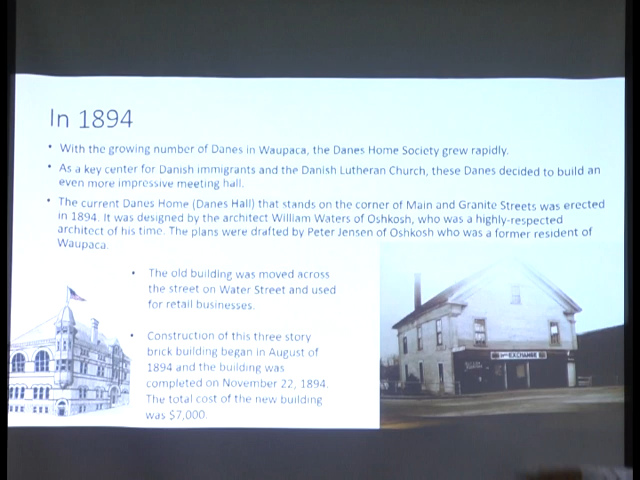 In 1894
• With the growing number of Danes in Waupaca, the Danes Home Society grew rapidly.
• As a key center for Danish immigrants and the Danish Lutheran Church, these Danes decided to build an
even more impressive meeting hall.
• The current Danes Home (Danes Hall) that stands on the corner of Main and Granite Streets was erected
in 1894. It was designed by the architect William Waters of Oshkosh, who was a highly-respected
architect of his time. The plans were drafted by Peter Jensen of Oshkosh who was a former resident of
Waupaca.
• The old building was moved across
the street on Water Street and used
for retail businesses.
• Construction of this three story
brick building began in August of
1894 and the building was
completed on November 22, 1894.
The total cost of the new building
was $7,000.
EXCHANGE